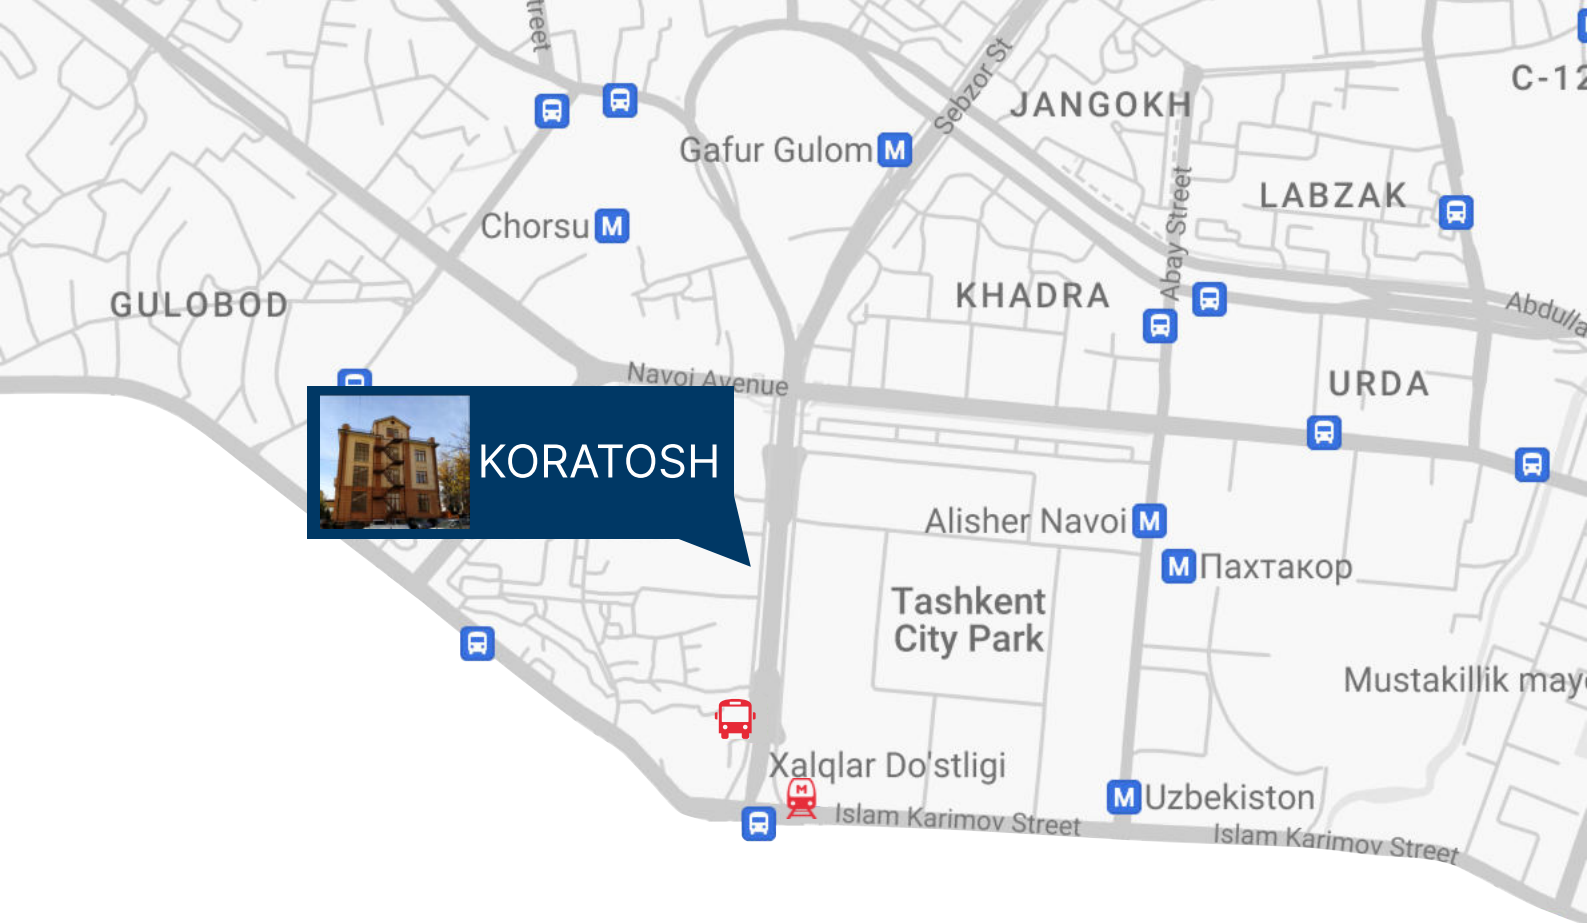 treet
Sebzor St
JANGOKH
C-12
Gafur Gulom M
LABZAK
Abay Street
Chorsu M
GULOBOD
KHADRA
Abdulla
Navoi Avenue
URDA
KORATOSH
Alisher Navoi M
M Пахтакор
Tashkent
City Park
Mustakillik may
Xalqlar Do'stligi
M
M Uzbekiston
Islam Karimov Street
Islam Karimov Street